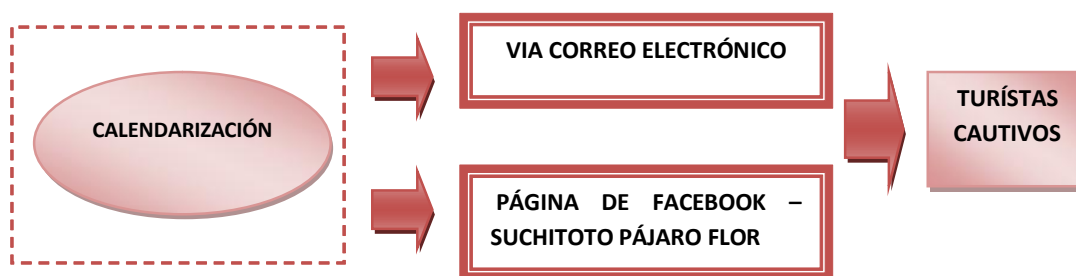 CALENDARIZACIÓN
VIA CORREO ELECTRÓNICO
PÁGINA DE FACEBOOK –
SUCHITOTO PÁJARO FLOR
TURÍSTAS
CAUTIVOS